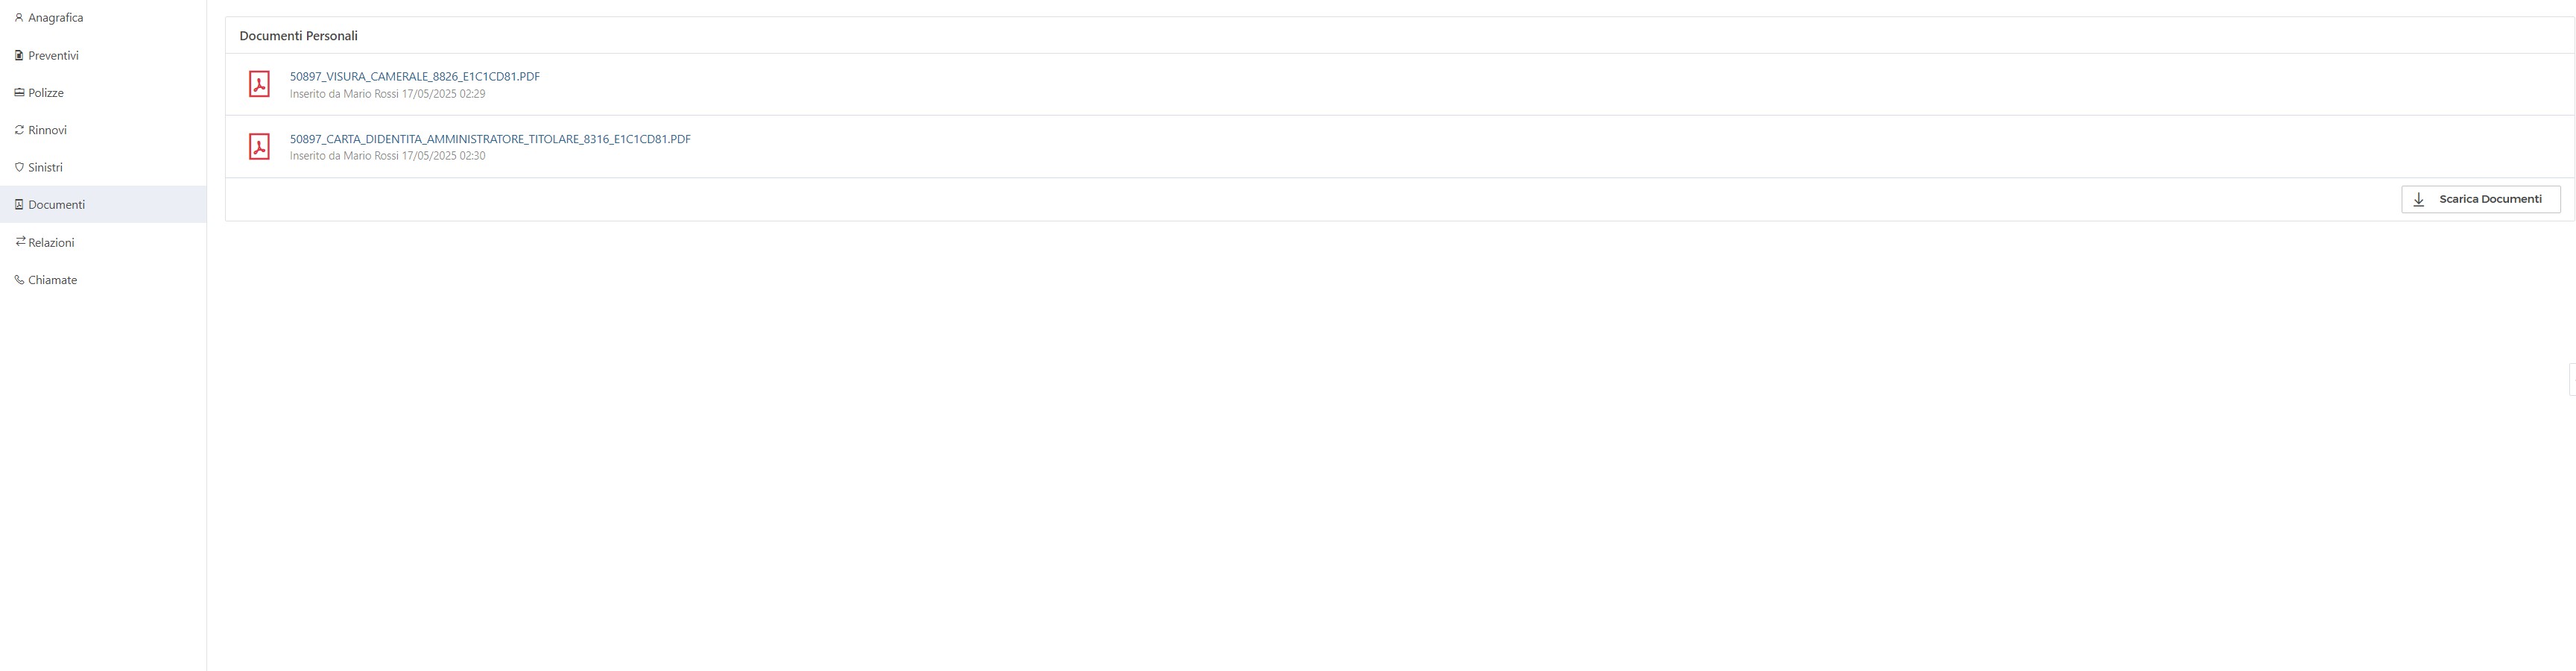 Anagrafica
Preventivi
Polizze
Rinnovi
Sinistri
Documenti
Relazioni
Chiamate
Documenti Personali
50897_VISURA_CAMERALE_8826_E1C1CD81.PDF
Inserito da Mario Rossi 17/05/2025 02:29
50897_CARTA_DIDENTITA_AMMINISTRATORE_TITOLARE_8316_E1C1CD81.PDF
Inserito da Mario Rossi 17/05/2025 02:30
Scarica Documenti